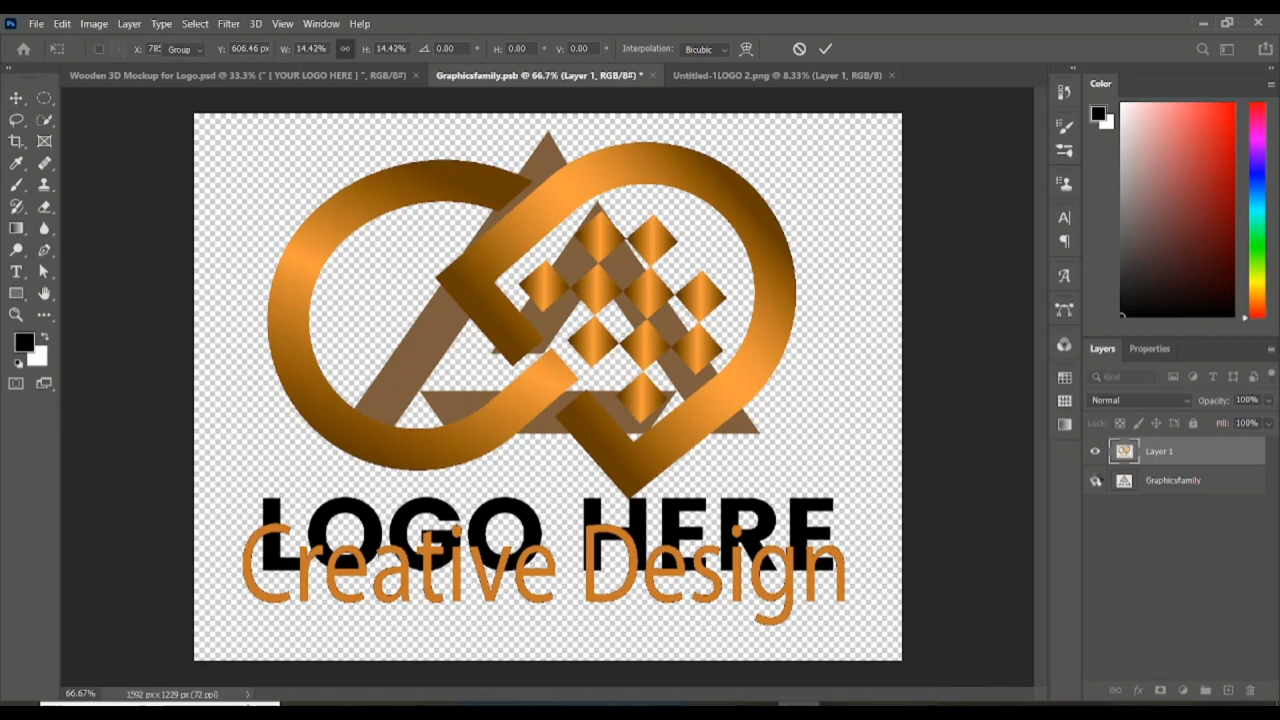 Ps File Edit Image Layer Type Select Filter 3D View Window Help
X: 785 Group Y: 606.46 px W: 14.42% H: 14.42% 0.00 ° H: 0.00 ° V: 0.00 ° Interpolation: Bicubic
Wooden 3D Mockup for Logo.psd @ 33.3% (" [ YOUR LOGO HERE ] ", RGB/8#) × Graphicsfamily.psb @ 66.7% (Layer 1, RGB/8#) * × Untitled-1LOGO 2.png @ 8.33% (Layer 1, RGB/8) ×
Color
Layers Properties
Kind
Normal Opacity: 100%
Lock: Fill: 100%
Layer 1
Graphicsfamily
LOGO HERE
Creative Design
66.67% 1592 px x 1229 px (72 ppi)